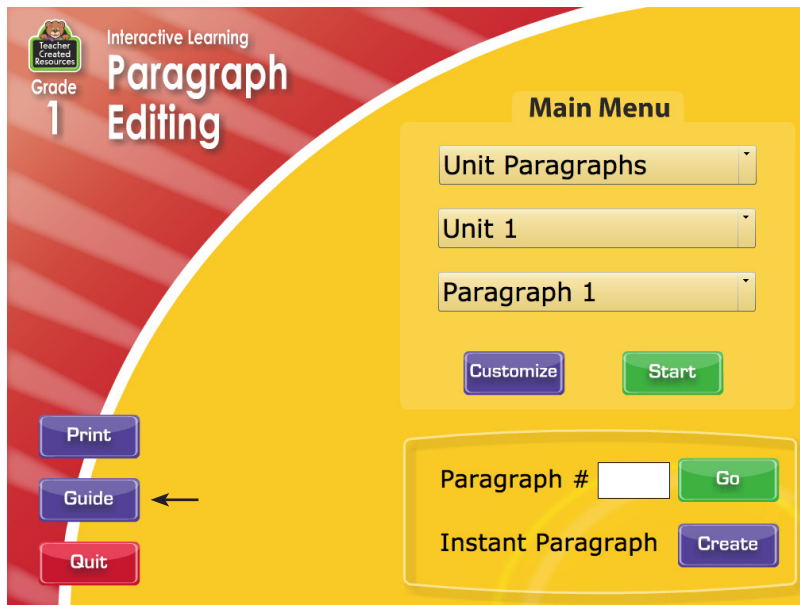 Teacher
Created
Resources
Grade
1
Interactive Learning
Paragraph
Editing
Main Menu
Unit Paragraphs
Unit 1
Paragraph 1
Customize
Start
Print
Guide
Quit
Paragraph #
Go
Instant Paragraph
Create